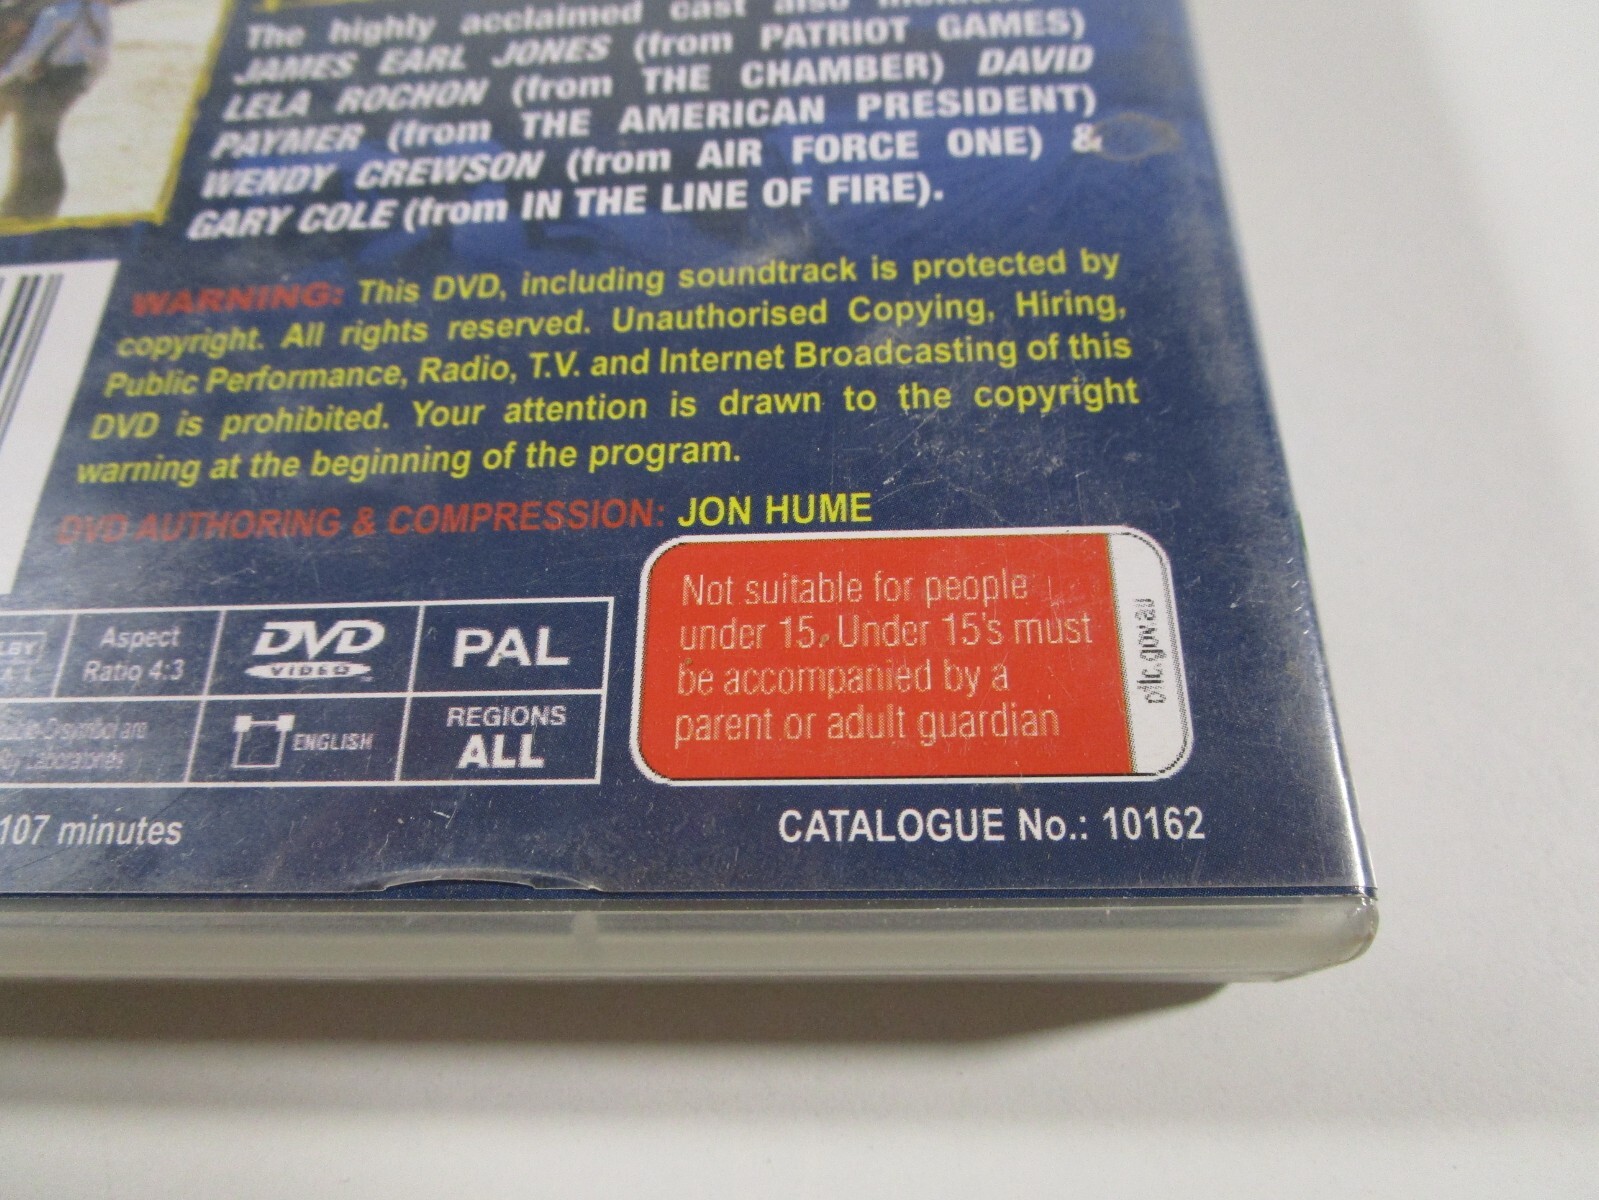 The highly acclaimed cast also
JAMES EARL JONES (from PATRIOT GAMES)
LELA ROCHON (from THE CHAMBER) DAVID
PAYMER (from THE AMERICAN PRESIDENT)
WENDY CREWSON (from AIR FORCE ONE) &
GARY COLE (from IN THE LINE OF FIRE).
WARNING: This DVD, including soundtrack is protected by
copyright. All rights reserved. Unauthorised Copying, Hiring,
Public Performance, Radio, T.V. and Internet Broadcasting of this
DVD is prohibited. Your attention is drawn to the copyright
warning at the beginning of the program.
DVD AUTHORING & COMPRESSION: JON HUME
Aspect
Ratio 4:3
DVD
VIDEO
PAL
symbol are
Laboratories
ENGLISH
REGIONS
ALL
Not suitable for people
under 15. Under 15's must
be accompanied by a
parent or adult guardian
oflc.gov.au
107 minutes
CATALOGUE No.: 10162